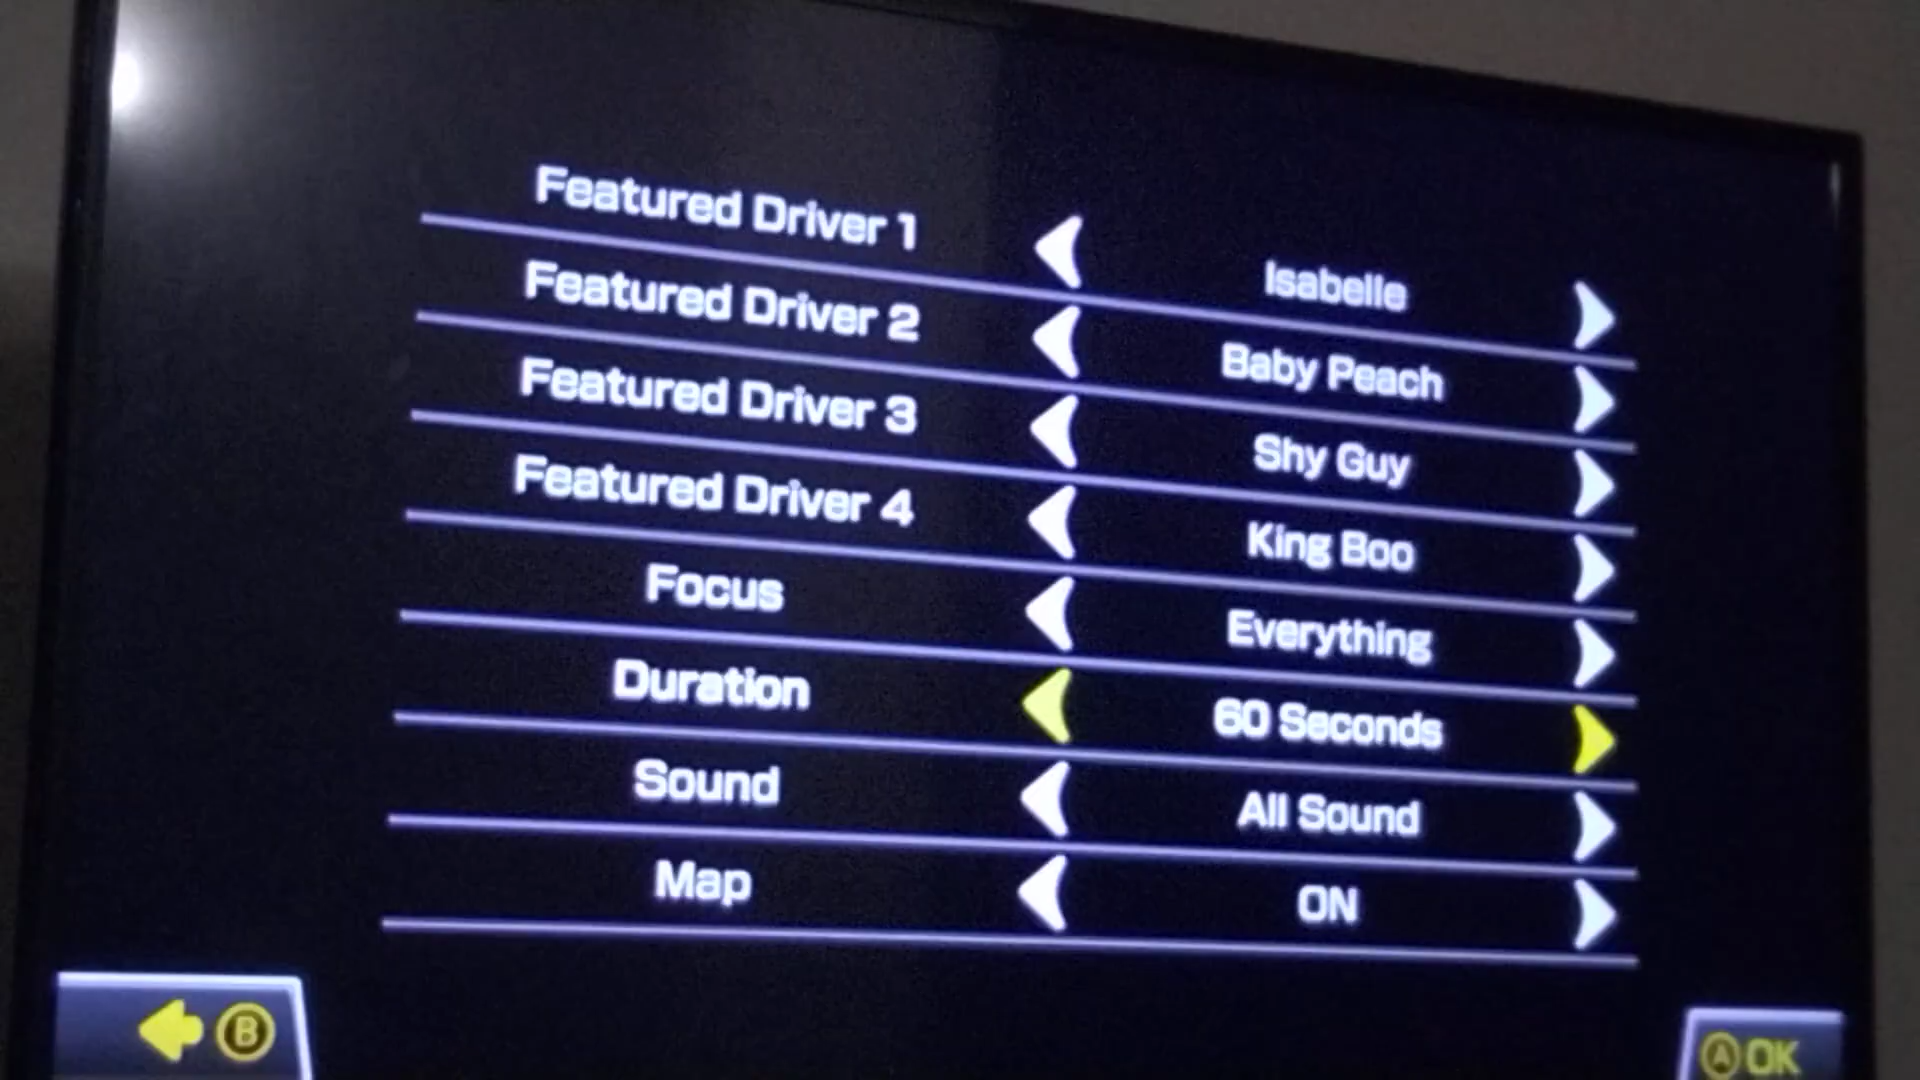 Featured Driver 1 Isabelle
Featured Driver 2 Baby Peach
Featured Driver 3 Shy Guy
Featured Driver 4 King Boo
Focus Everything
Duration 60 Seconds
Sound All Sound
Map ON
B
A OK